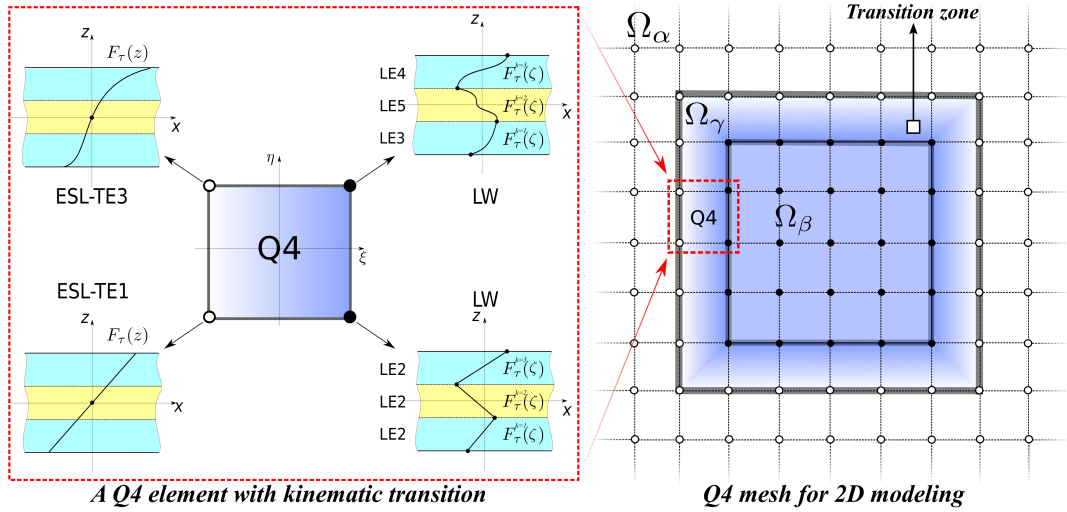 Transition zone
z
F_τ(z)
x
ESL-TE3
LE4
LE5
LE3
z
F_τ^{k=3}(ζ)
F_τ^{k=2}(ζ)
F_τ^{k=1}(ζ)
x
LW
η
Q4
ξ
ESL-TE1
z
F_τ(z)
x
LW
z
LE2
LE2
LE2
F_τ^{k=3}(ζ)
F_τ^{k=2}(ζ)
F_τ^{k=1}(ζ)
x
A Q4 element with kinematic transition
Ω_α
Ω_γ
Q4
Ω_β
Q4 mesh for 2D modeling